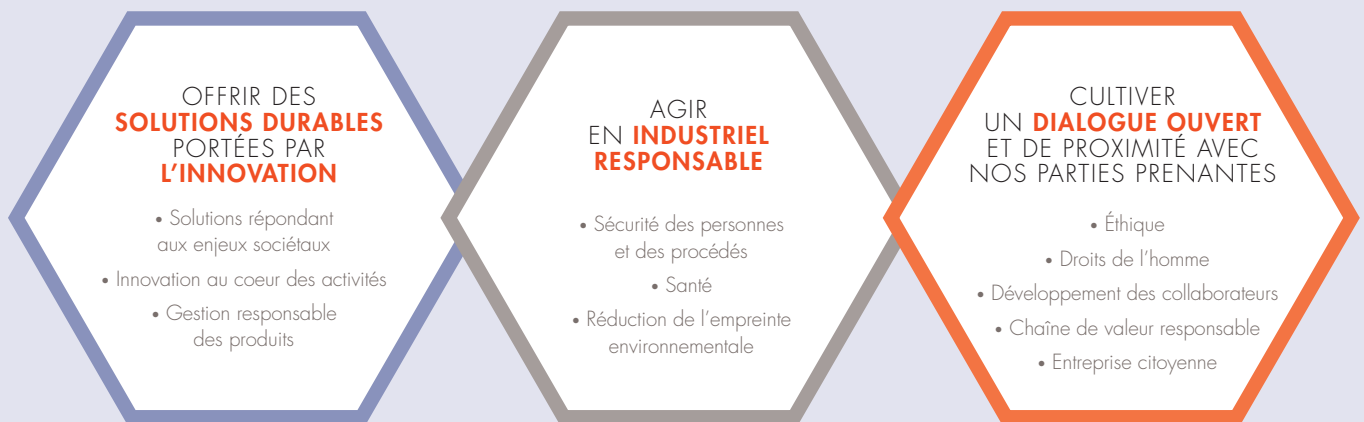 OFFRIR DES
SOLUTIONS DURABLES
PORTÉES PAR
L'INNOVATION
• Solutions répondant
aux enjeux sociétaux
• Innovation au coeur des activités
• Gestion responsable
des produits
AGIR
EN INDUSTRIEL
RESPONSABLE
• Sécurité des personnes
et des procédés
• Santé
• Réduction de l'empreinte
environnementale
CULTIVER
UN DIALOGUE OUVERT
ET DE PROXIMITÉ AVEC
NOS PARTIES PRENANTES
• Éthique
• Droits de l'homme
• Développement des collaborateurs
• Chaîne de valeur responsable
• Entreprise citoyenne